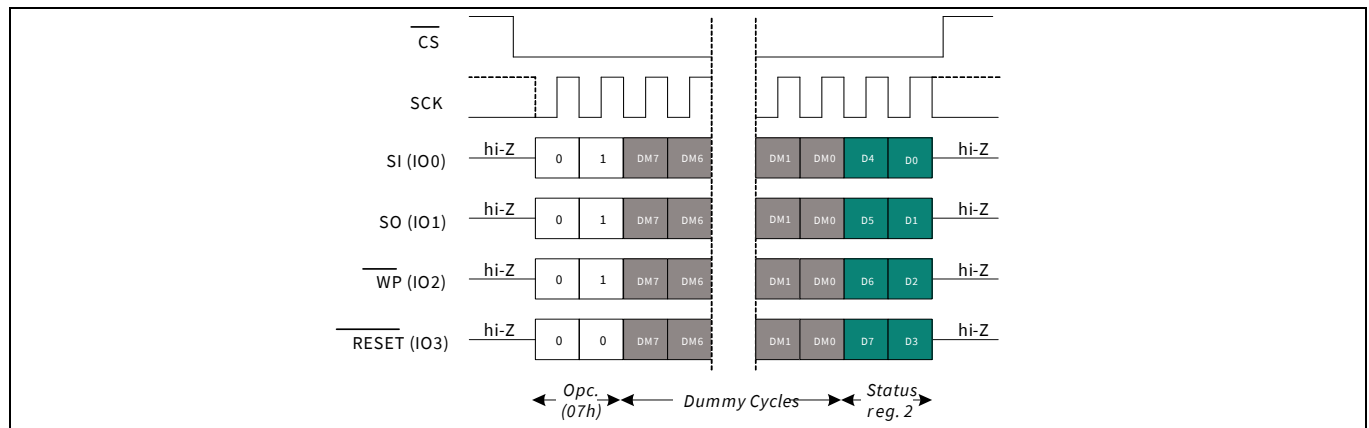 CS
SCK
SI (IO0) hi-Z 0 1 DM7 DM6 DM1 DM0 D4 D0 hi-Z
SO (IO1) hi-Z 0 1 DM7 DM6 DM1 DM0 D5 D1 hi-Z
WP (IO2) hi-Z 0 1 DM7 DM6 DM1 DM0 D6 D2 hi-Z
RESET (IO3) hi-Z 0 0 DM7 DM6 DM1 DM0 D7 D3 hi-Z
Opc. Dummy Cycles Status
(07h) reg. 2